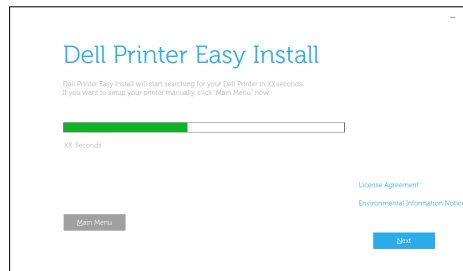 Dell Printer Easy Install
Dell Printer Easy Install will start searching for your Dell Printer in XX seconds.
If you want to setup your printer manually, click "Main Menu" now.
XX Seconds
License Agreement
Environmental Information Notice
Main Menu
Next